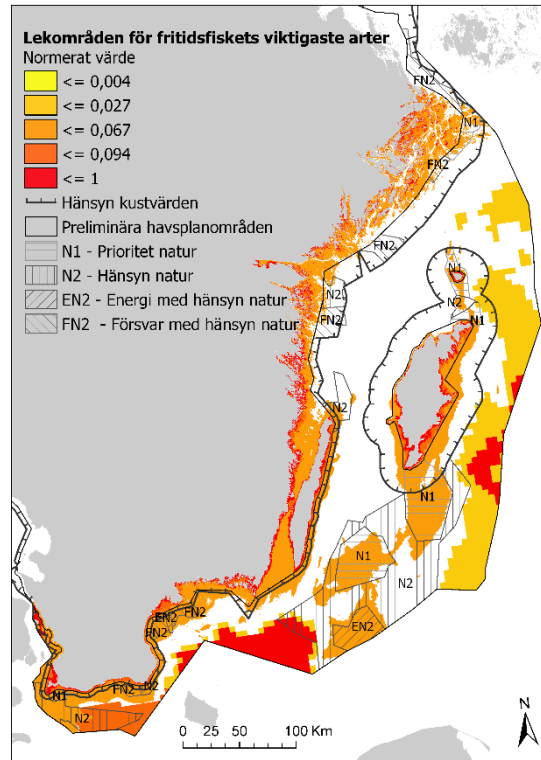 Lekområden för fritidsfiskets viktigaste arter
Normerat värde
<= 0,004
<= 0,027
<= 0,067
<= 0,094
<= 1
Hänsyn kustvärden
Preliminära havsplanområden
N1 - Prioritet natur
N2 - Hänsyn natur
EN2 - Energi med hänsyn natur
FN2 - Försvar med hänsyn natur
FN2
N1
FN2
FN2
N1
N2
N2
FN2
N1
N2
N1
N1
N2
EN2
EN2
FN2
FN2
N1
FN2
N2
N2
0 25 50 100 Km
N